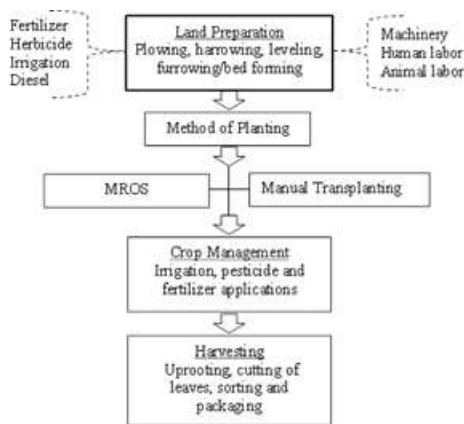 Fertilizer
Herbicide
Irrigation
Diesel
Land Preparation
Plowing, harrowing, leveling,
furrowing/bed forming
Machinery
Human labor
Animal labor
Method of Planting
MROS
Manual Transplanting
Crop Management
Irrigation, pesticide and
fertilizer applications
Harvesting
Uprooting, cutting of
leaves, sorting and
packaging